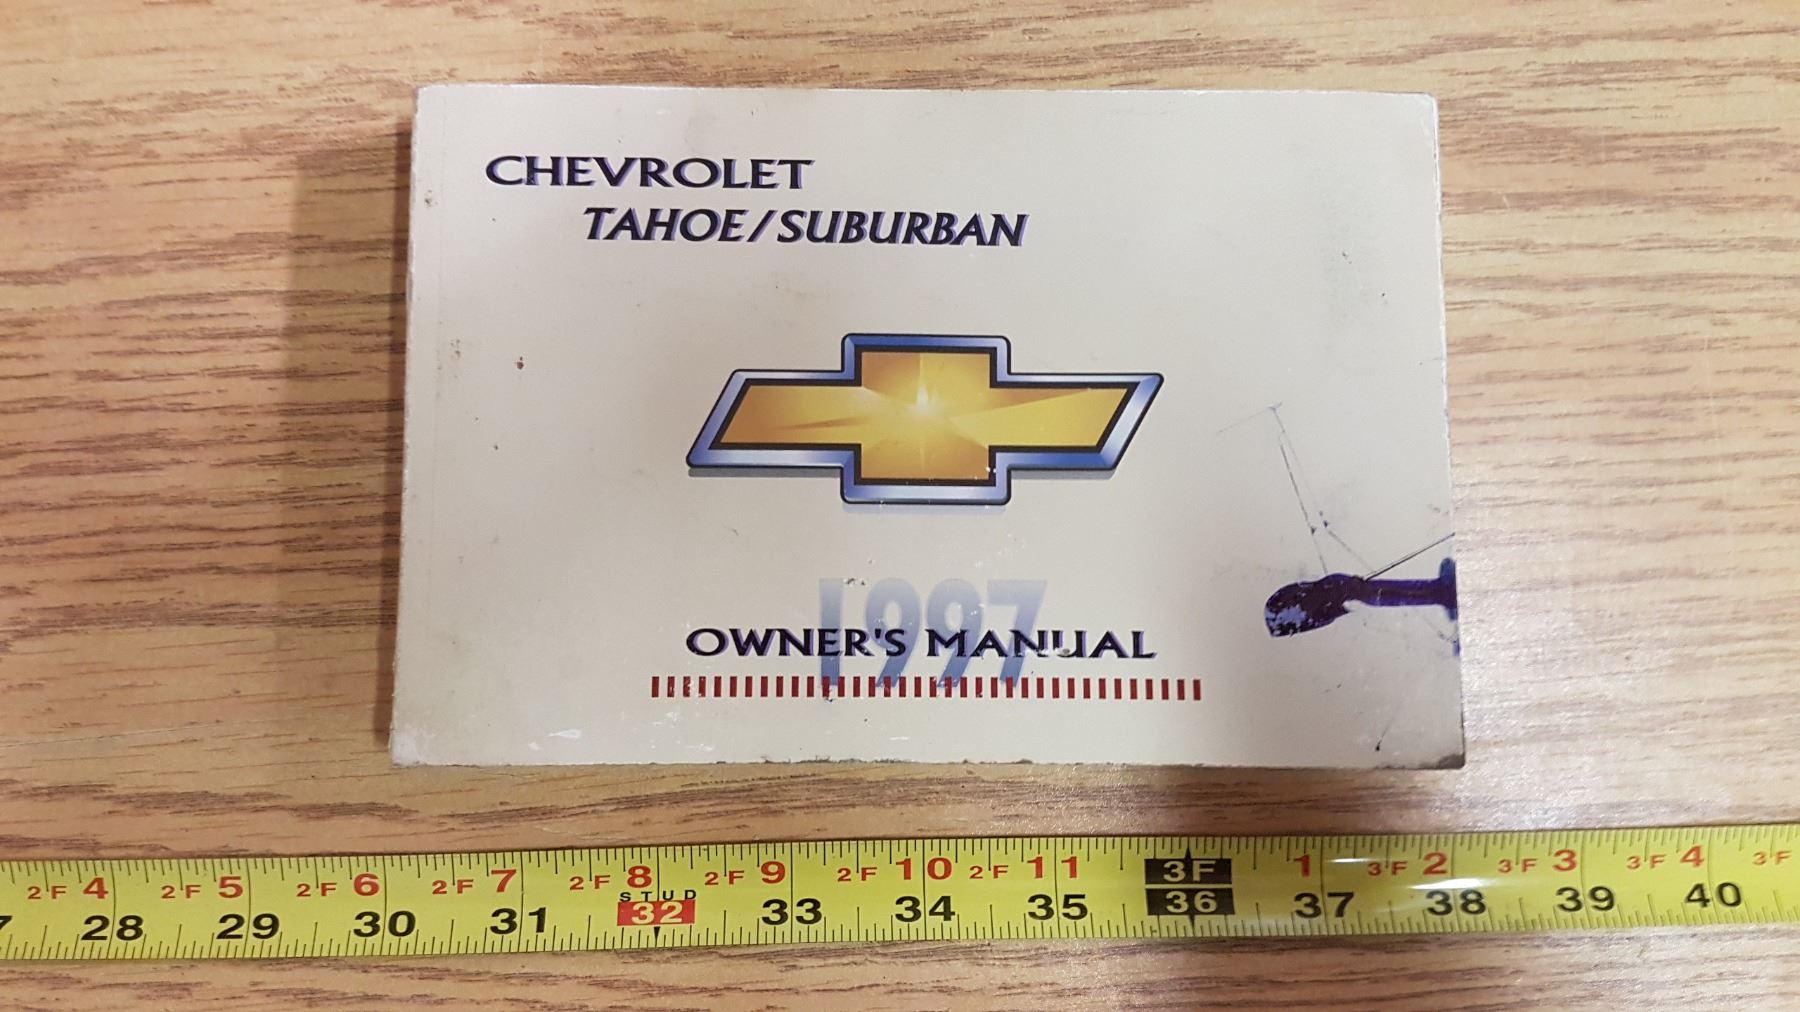 CHEVROLET
TAHOE/SUBURBAN
1997
OWNER'S MANUAL
2F 4 2F 5 2F 6 2F 7 2F 8 2F 9 2F 10 2F 11 3F 1 3F 2 3F 3 3F 4 3F
STUD
28 29 30 31 32 33 34 35 36 37 38 39 40